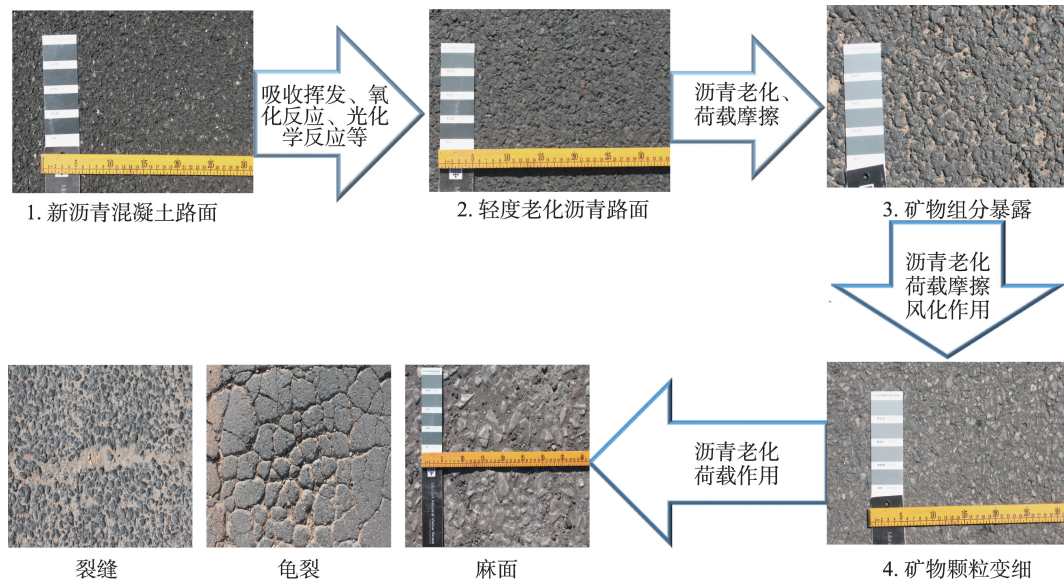 吸收挥发、氧
化反应、光化
学反应等
沥青老化、
荷载摩擦
1. 新沥青混凝土路面
2. 轻度老化沥青路面
3. 矿物组分暴露
沥青老化
荷载摩擦
风化作用
沥青老化
荷载作用
裂缝
龟裂
麻面
4. 矿物颗粒变细